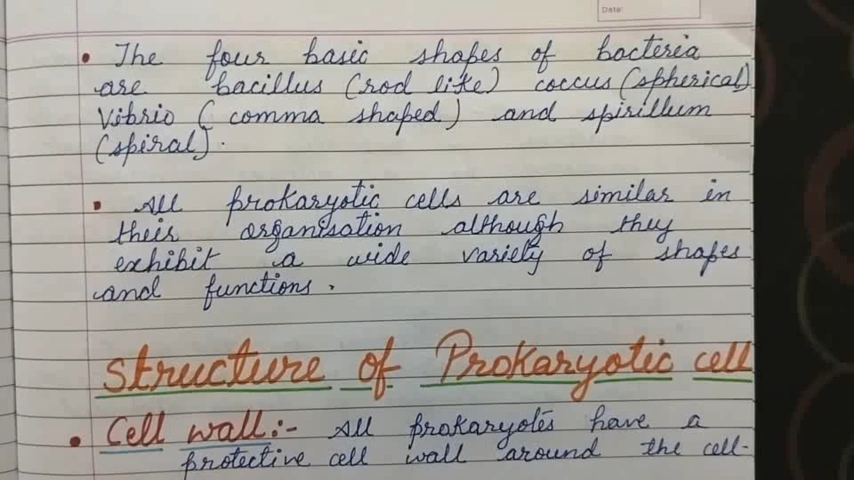 Date:
• The four basic shapes of bacteria
are bacillus (rod like) coccus (spherical)
Vibrio (comma shaped) and spirillum
(spiral).
• All prokaryotic cells are similar in
their organisation although they
exhibit a wide variety of shapes
and functions.
Structure of Prokaryotic cell
• Cell wall:- All prokaryotes have a
protective cell wall around the cell-